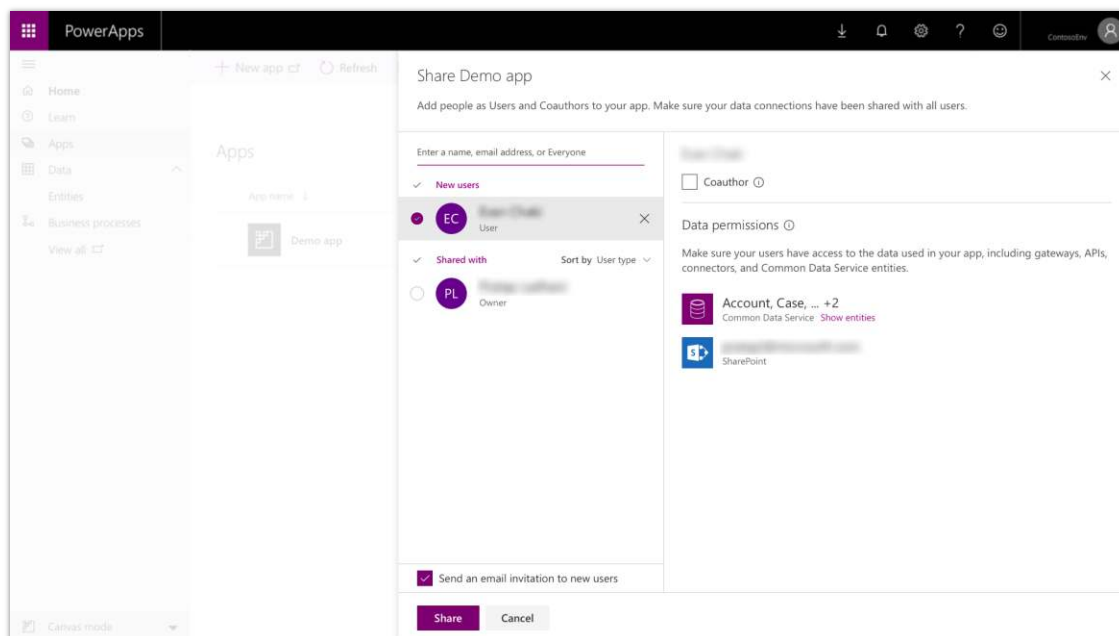 PowerApps
ContosoEnv
Home
Learn
Apps
Data
Entities
Business processes
View all
Canvas mode
+ New app
Refresh
Apps
App name
Demo app
Share Demo app
Add people as Users and Coauthors to your app. Make sure your data connections have been shared with all users.
Enter a name, email address, or Everyone
New users
EC
User
Shared with Sort by User type
PL
Owner
Send an email invitation to new users
Share Cancel
Coauthor
Data permissions
Make sure your users have access to the data used in your app, including gateways, APIs,
connectors, and Common Data Service entities.
Account, Case, ... +2
Common Data Service Show entities
SharePoint